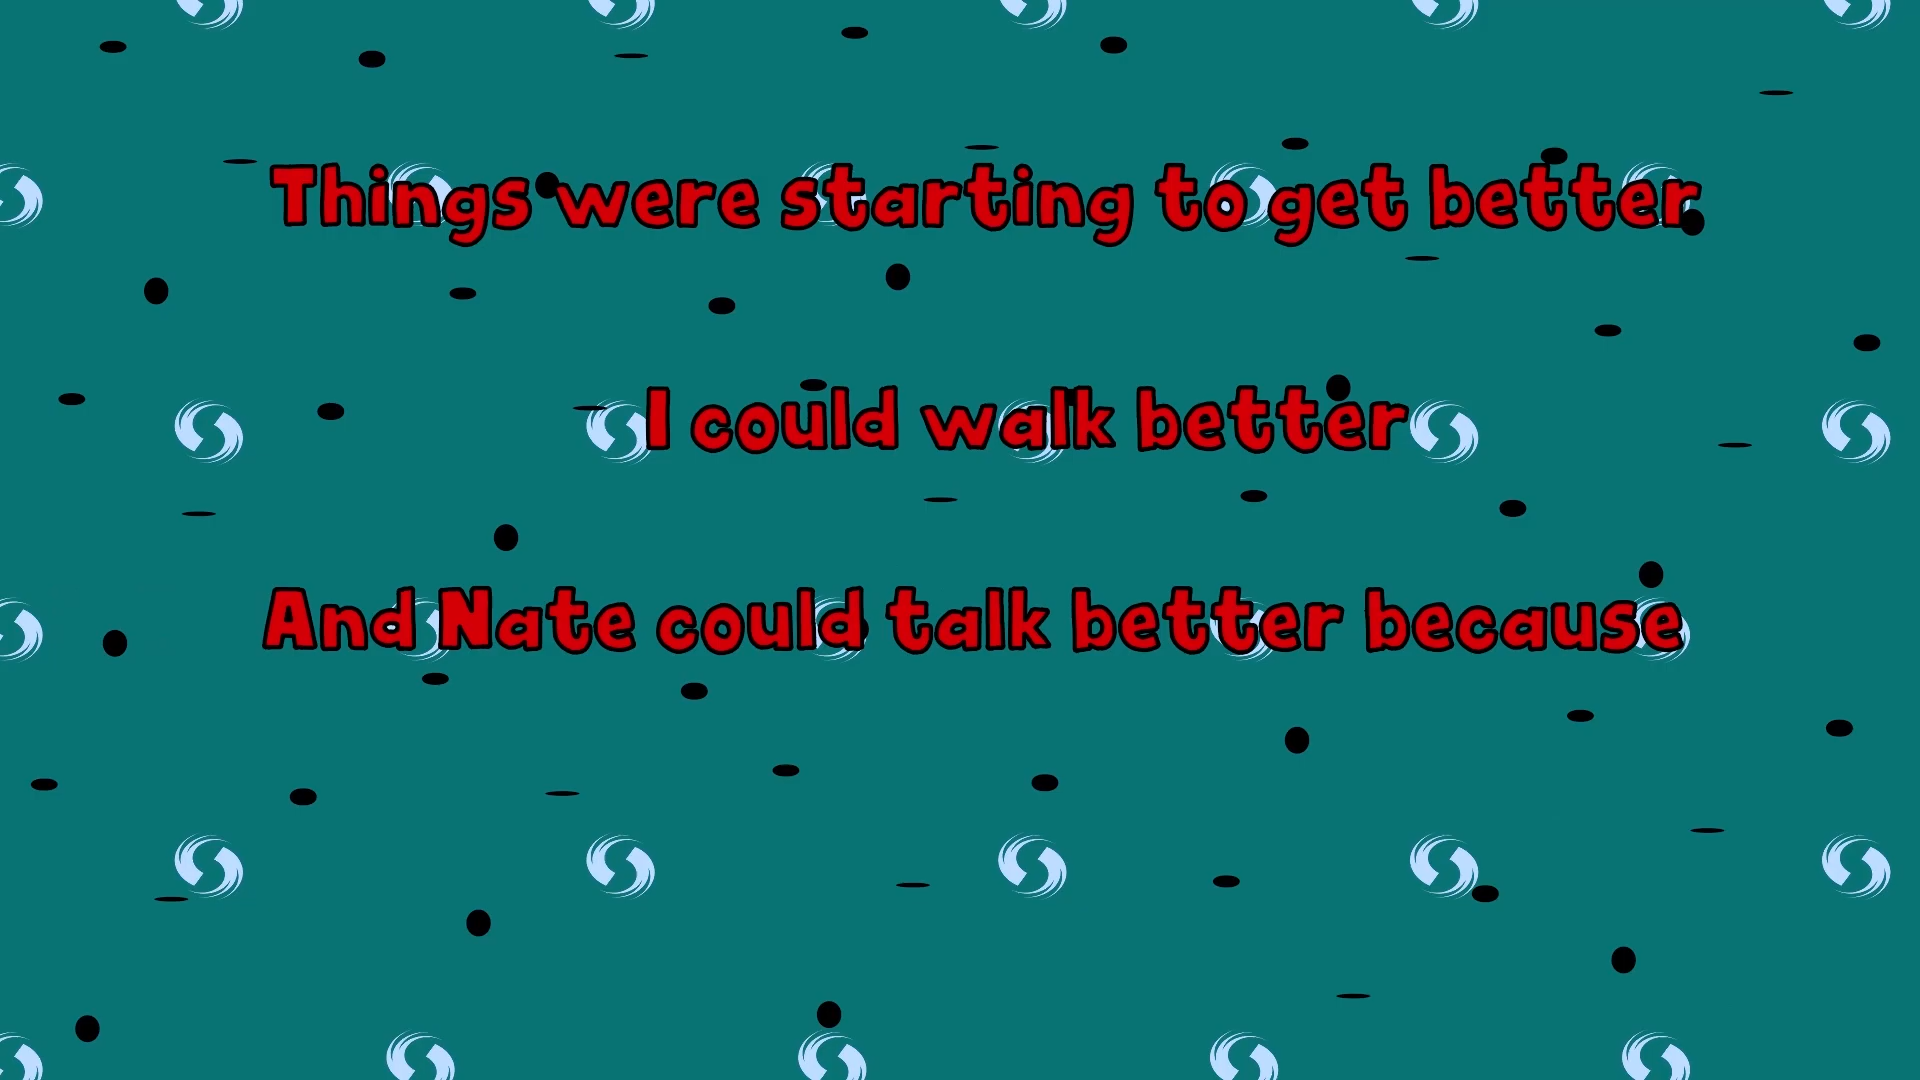 Things were starting to get better
I could walk better
And Nate could talk better because